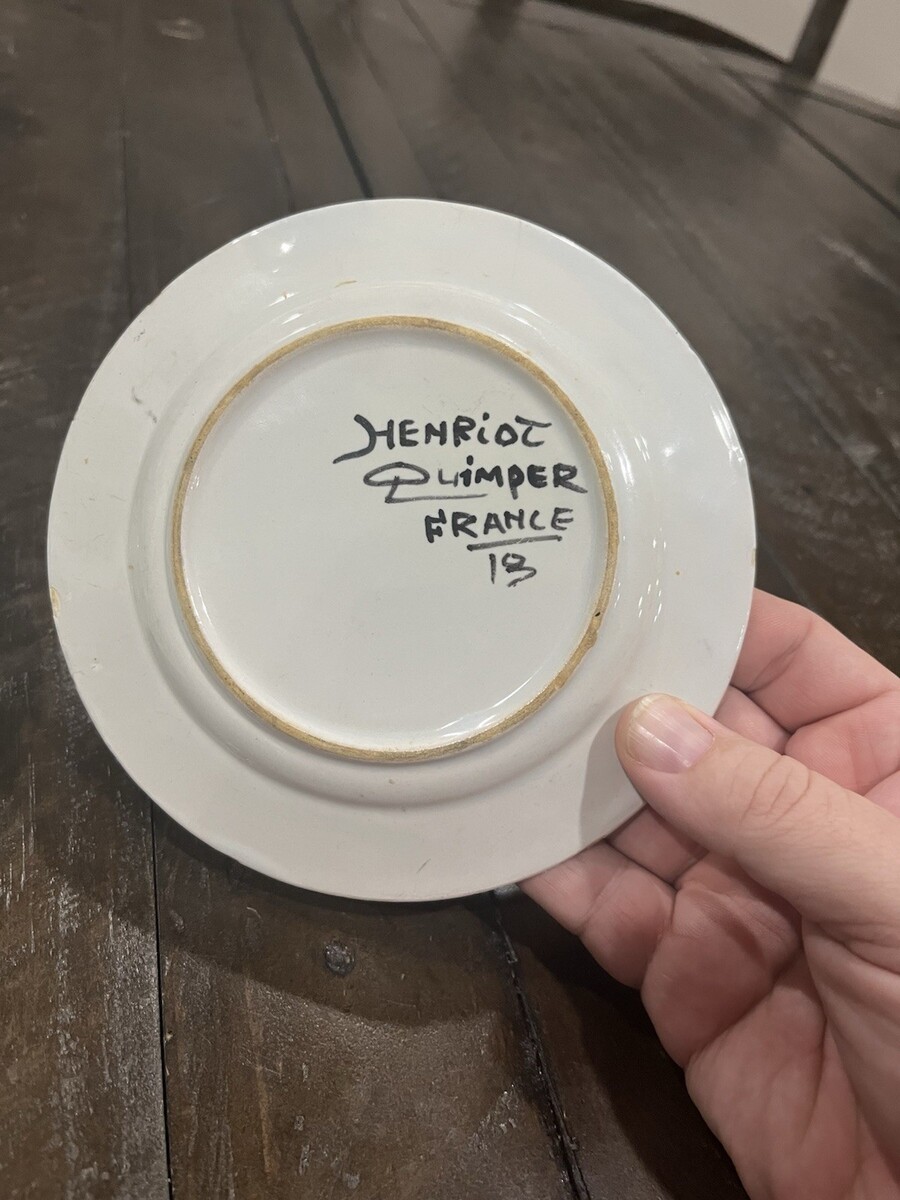 HENRiOT
QUiMPER
FRANCE
13